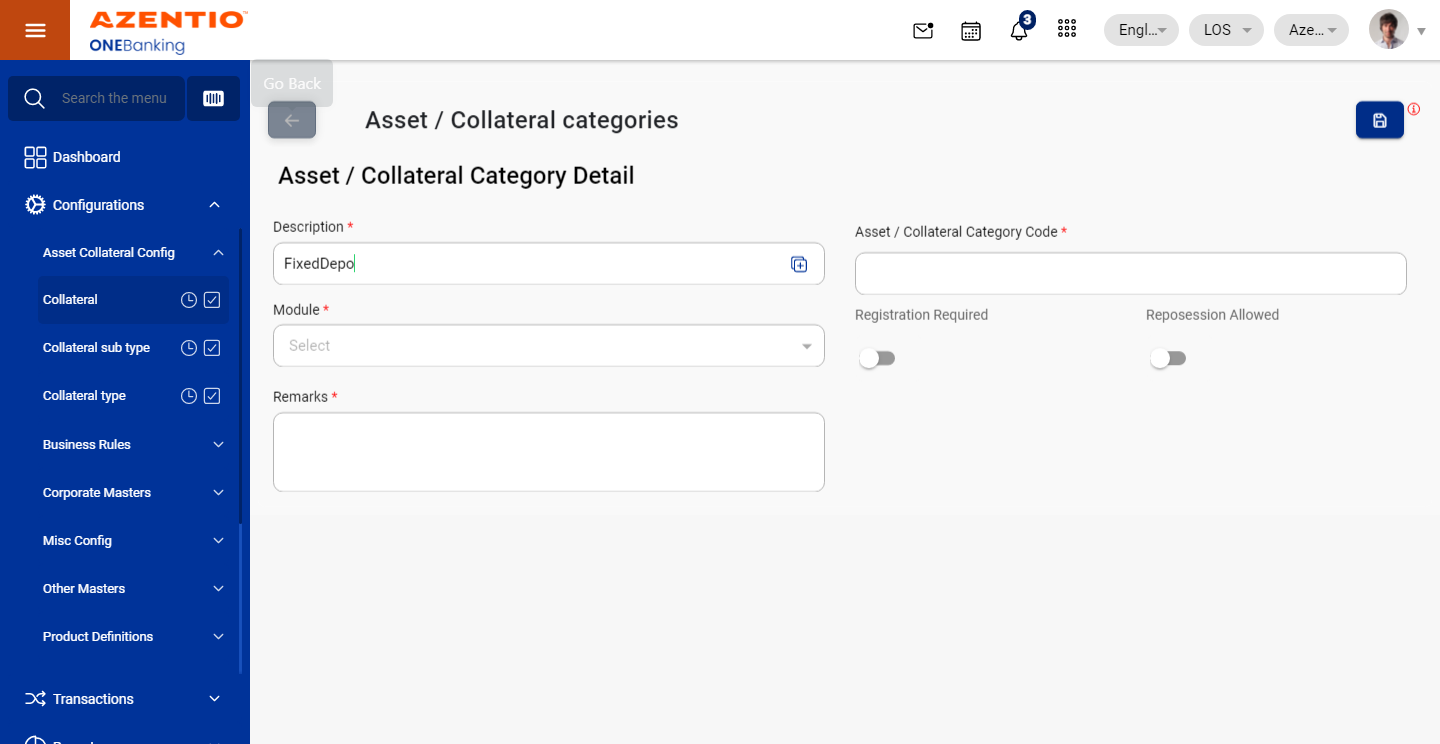 AZENTIO™
ONEBanking
3
Engl...
LOS
Aze...
Search the menu
Go Back
Asset / Collateral categories
Dashboard
Asset / Collateral Category Detail
Configurations
Description *
Asset / Collateral Category Code *
Asset Collateral Config
FixedDepo
Collateral
Module *
Registration Required
Reposession Allowed
Select
Collateral sub type
Collateral type
Remarks *
Business Rules
Corporate Masters
Misc Config
Other Masters
Product Definitions
Transactions